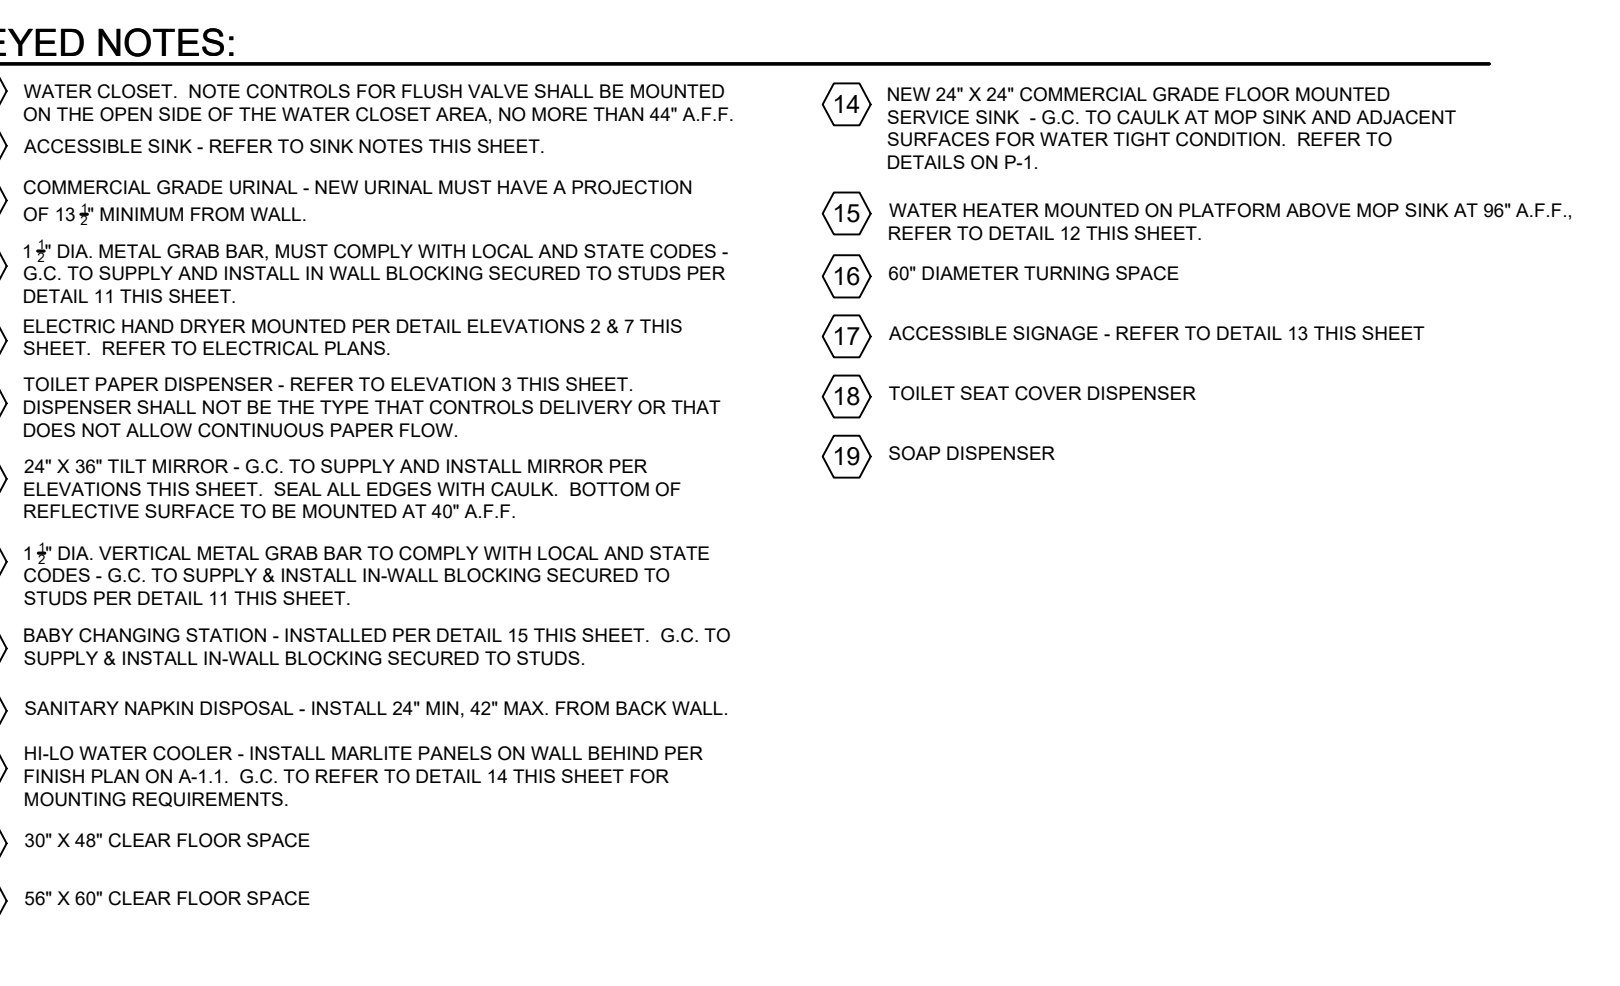 EYED NOTES:
WATER CLOSET.  NOTE CONTROLS FOR FLUSH VALVE SHALL BE MOUNTED
ON THE OPEN SIDE OF THE WATER CLOSET AREA, NO MORE THAN 44" A.F.F.
ACCESSIBLE SINK - REFER TO SINK NOTES THIS SHEET.
COMMERCIAL GRADE URINAL - NEW URINAL MUST HAVE A PROJECTION
OF 13 1/2" MINIMUM FROM WALL.
1 1/2" DIA. METAL GRAB BAR, MUST COMPLY WITH LOCAL AND STATE CODES -
G.C. TO SUPPLY AND INSTALL IN WALL BLOCKING SECURED TO STUDS PER
DETAIL 11 THIS SHEET.
ELECTRIC HAND DRYER MOUNTED PER DETAIL ELEVATIONS 2 & 7 THIS
SHEET.  REFER TO ELECTRICAL PLANS.
TOILET PAPER DISPENSER - REFER TO ELEVATION 3 THIS SHEET.
DISPENSER SHALL NOT BE THE TYPE THAT CONTROLS DELIVERY OR THAT
DOES NOT ALLOW CONTINUOUS PAPER FLOW.
24" X 36" TILT MIRROR - G.C. TO SUPPLY AND INSTALL MIRROR PER
ELEVATIONS THIS SHEET.  SEAL ALL EDGES WITH CAULK.  BOTTOM OF
REFLECTIVE SURFACE TO BE MOUNTED AT 40" A.F.F.
1 1/2" DIA. VERTICAL METAL GRAB BAR TO COMPLY WITH LOCAL AND STATE
CODES - G.C. TO SUPPLY & INSTALL IN-WALL BLOCKING SECURED TO
STUDS PER DETAIL 11 THIS SHEET.
BABY CHANGING STATION - INSTALLED PER DETAIL 15 THIS SHEET.  G.C. TO
SUPPLY & INSTALL IN-WALL BLOCKING SECURED TO STUDS.
SANITARY NAPKIN DISPOSAL - INSTALL 24" MIN, 42" MAX. FROM BACK WALL.
HI-LO WATER COOLER - INSTALL MARLITE PANELS ON WALL BEHIND PER
FINISH PLAN ON A-1.1.  G.C. TO REFER TO DETAIL 14 THIS SHEET FOR
MOUNTING REQUIREMENTS.
30" X 48" CLEAR FLOOR SPACE
56" X 60" CLEAR FLOOR SPACE
14 NEW 24" X 24" COMMERCIAL GRADE FLOOR MOUNTED
SERVICE SINK  - G.C. TO CAULK AT MOP SINK AND ADJACENT
SURFACES FOR WATER TIGHT CONDITION.  REFER TO
DETAILS ON P-1.
15 WATER HEATER MOUNTED ON PLATFORM ABOVE MOP SINK AT 96" A.F.F.,
REFER TO DETAIL 12 THIS SHEET.
16 60" DIAMETER TURNING SPACE
17 ACCESSIBLE SIGNAGE - REFER TO DETAIL 13 THIS SHEET
18 TOILET SEAT COVER DISPENSER
19 SOAP DISPENSER